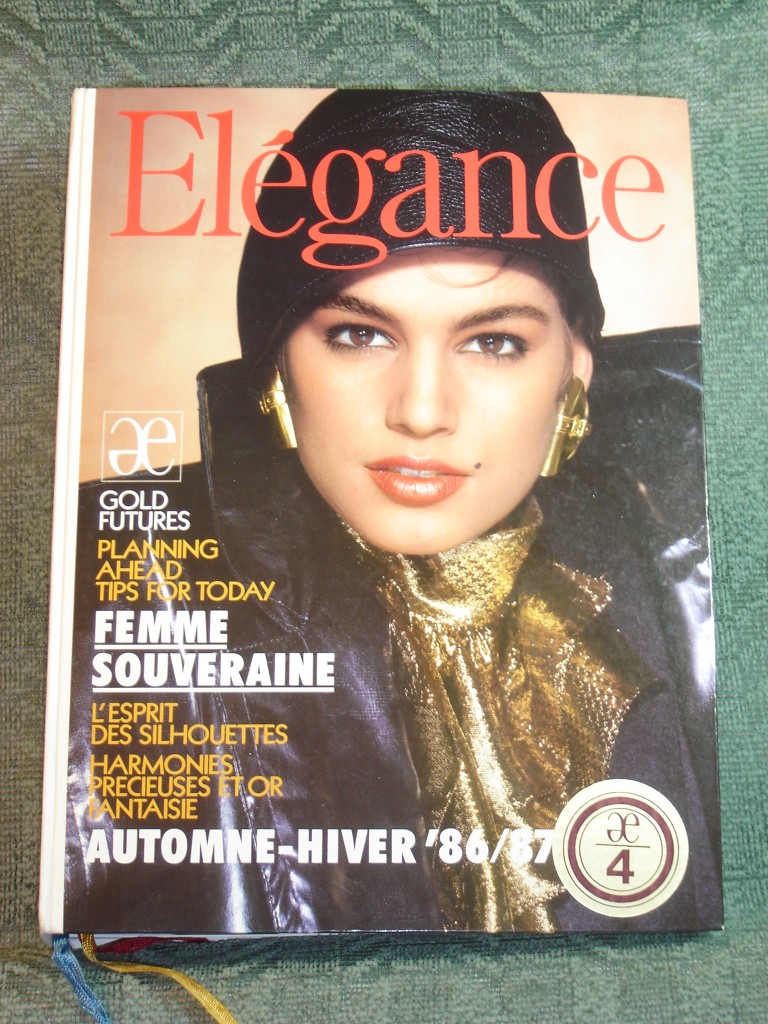 Elégance
æ
GOLD
FUTURES
PLANNING
AHEAD
TIPS FOR TODAY
FEMME
SOUVERAINE
L'ESPRIT
DES SILHOUETTES
HARMONIES
PRECIEUSES ET OR
FANTAISIE
AUTOMNE-HIVER '86/87
æ
4